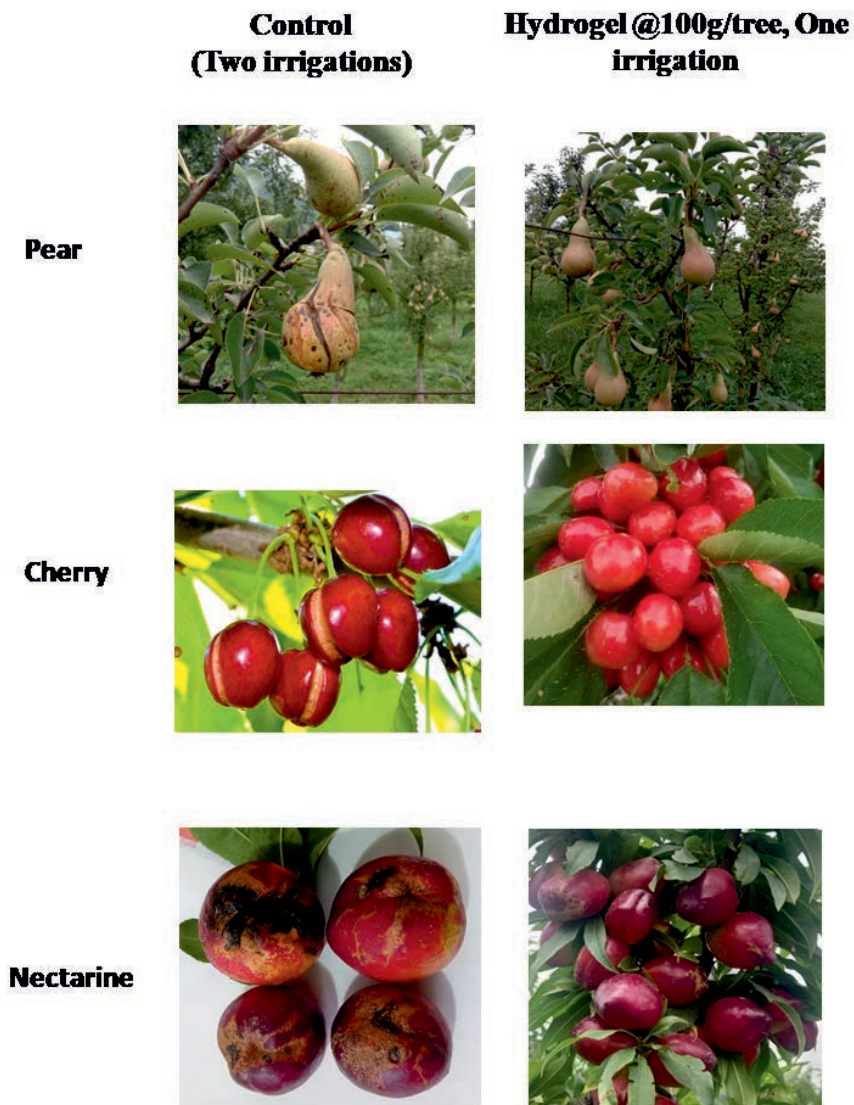 Control
(Two irrigations)
Hydrogel @100g/tree, One
irrigation
Pear
Cherry
Nectarine